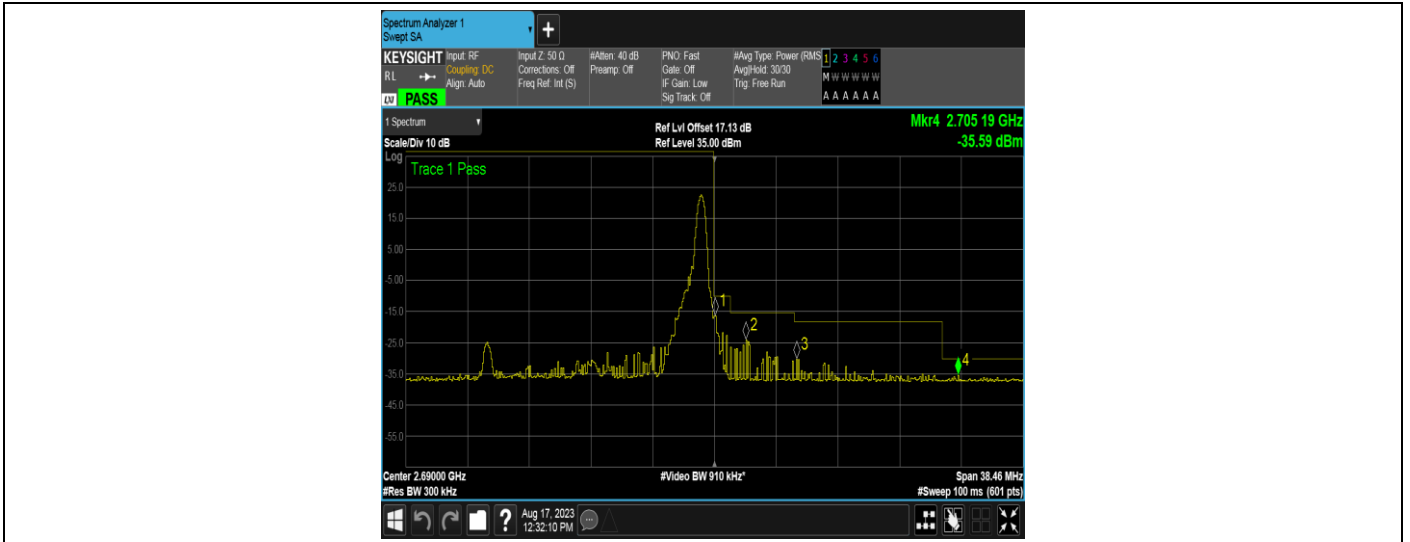 Spectrum Analyzer 1
Swept SA
+
KEYSIGHT
RL
LXI PASS
Input: RF
Coupling: DC
Align: Auto
Input Z: 50 Ω
Corrections: Off
Freq Ref: Int (S)
#Atten: 40 dB
Preamp: Off
PNO: Fast
Gate: Off
IF Gain: Low
Sig Track: Off
#Avg Type: Power (RMS
Avg|Hold: 30/30
Trig: Free Run
1 2 3 4 5 6
M W W W W W
A A A A A A
1 Spectrum
Scale/Div 10 dB
Ref Lvl Offset 17.13 dB
Ref Level 35.00 dBm
Mkr4 2.705 19 GHz
-35.59 dBm
Log
Trace 1 Pass
25.0
15.0
5.00
-5.00
-15.0
-25.0
-35.0
-45.0
-55.0
1
2
3
4
Center 2.69000 GHz
#Res BW 300 kHz
#Video BW 910 kHz*
Span 38.46 MHz
#Sweep 100 ms (601 pts)
?
Aug 17, 2023
12:32:10 PM